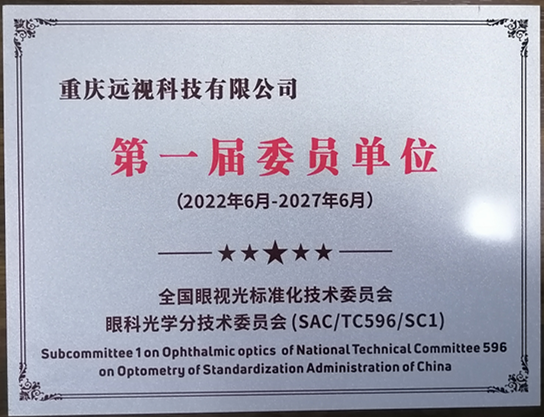 重庆远视科技有限公司
第一届委员单位
（2022年6月-2027年6月）
全国眼视光标准化技术委员会
眼科光学分技术委员会 (SAC/TC596/SC1)
Subcommittee 1 on Ophthalmic optics of National Technical Committee 596
on Optometry of Standardization Administration of China